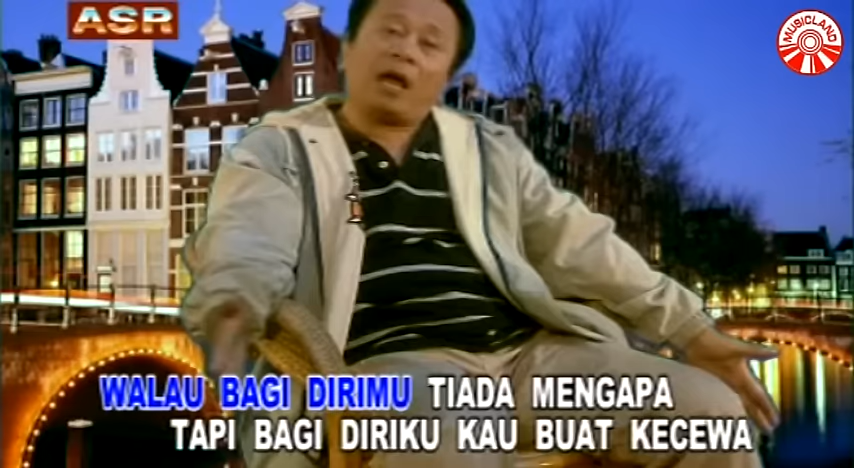 ASR
MUSICLAND
WALAU BAGI DIRIMU TIADA MENGAPA
TAPI BAGI DIRIKU KAU BUAT KECEWA